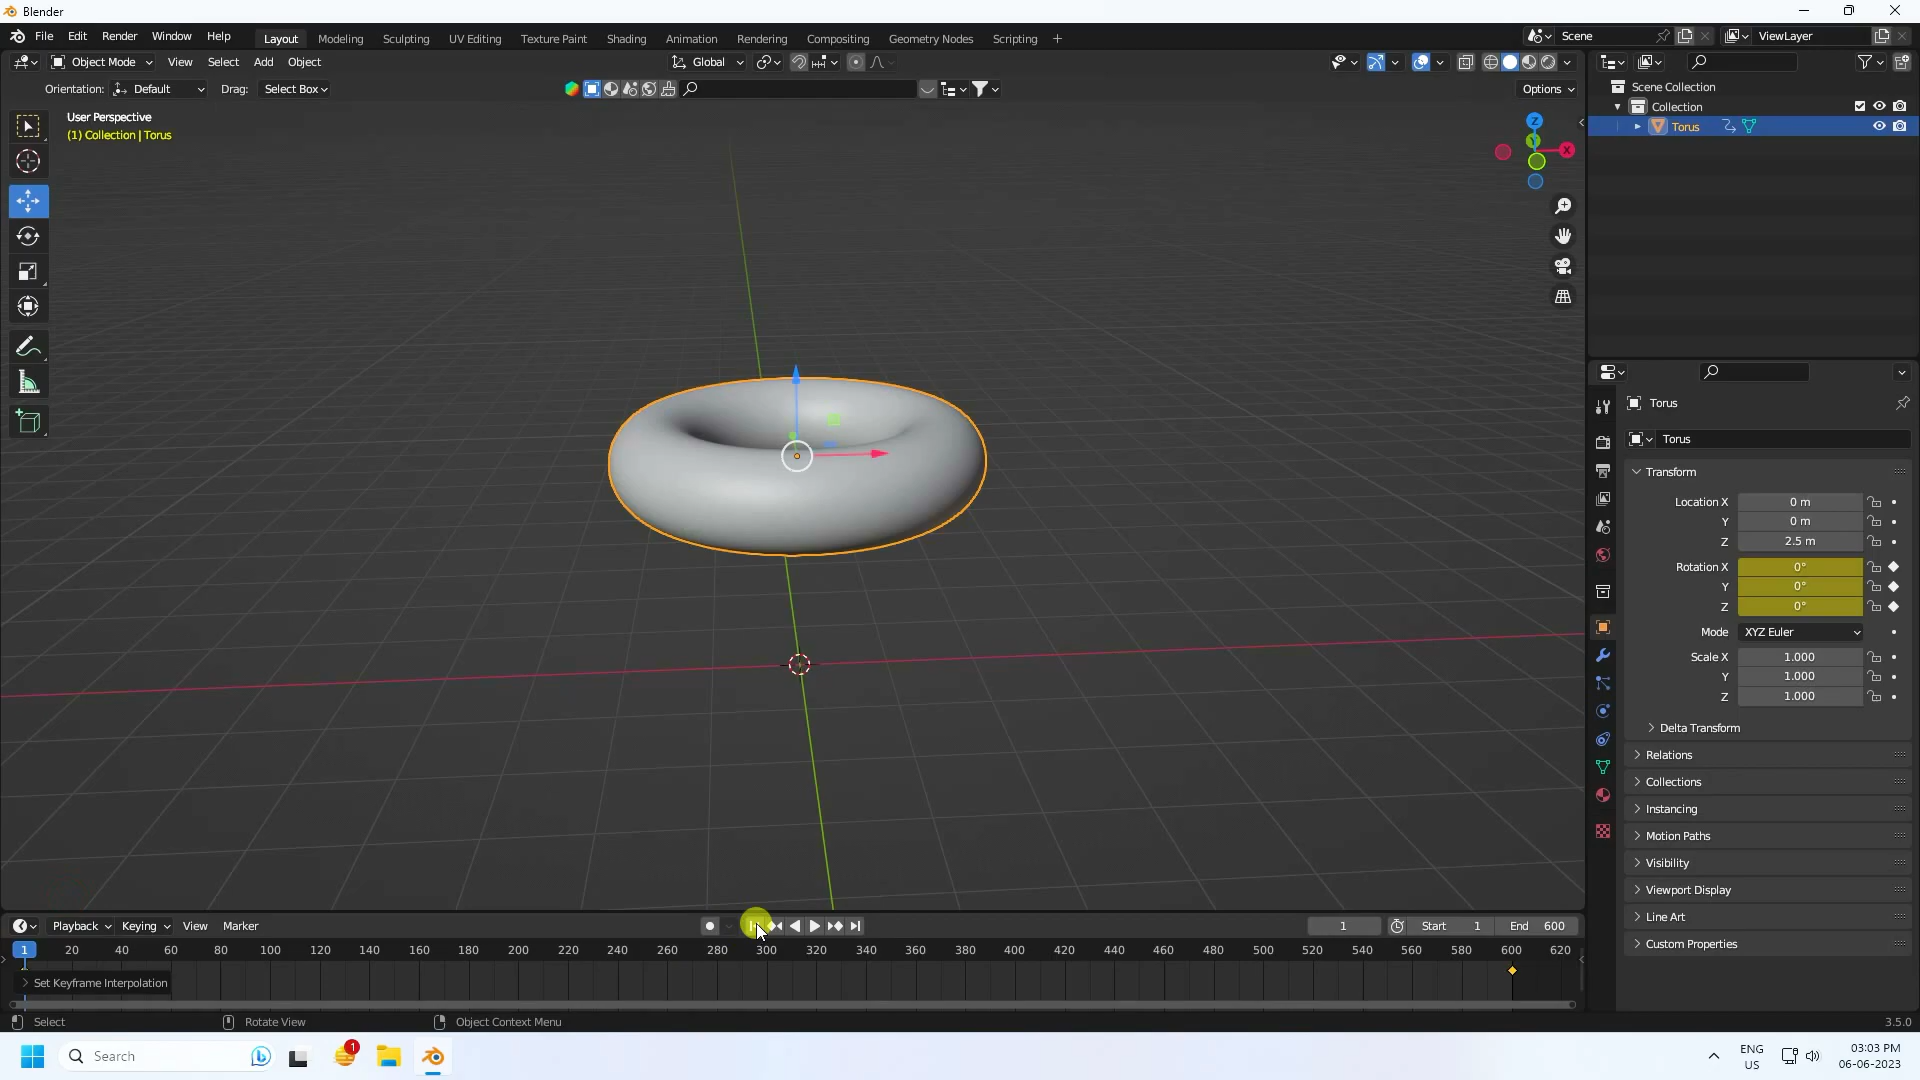 Blender
File Edit Render Window Help Layout Modeling Sculpting UV Editing Texture Paint Shading Animation Rendering Compositing Geometry Nodes Scripting + Scene ViewLayer
Object Mode View Select Add Object Global
Orientation: Default Drag: Select Box Options
User Perspective
(1) Collection | Torus
Z
Y
X
Scene Collection
Collection
Torus
Torus
Torus
Transform
Location X 0 m
Y 0 m
Z 2.5 m
Rotation X 0°
Y 0°
Z 0°
Mode XYZ Euler
Scale X 1.000
Y 1.000
Z 1.000
Delta Transform
Relations
Collections
Instancing
Motion Paths
Visibility
Viewport Display
Line Art
Custom Properties
Playback Keying View Marker 1 Start 1 End 600
1 20 40 60 80 100 120 140 160 180 200 220 240 260 280 300 320 340 360 380 400 420 440 460 480 500 520 540 560 580 600 620
Set Keyframe Interpolation
Select Rotate View Object Context Menu 3.5.0
Search 1 ENG US 03:03 PM
06-06-2023